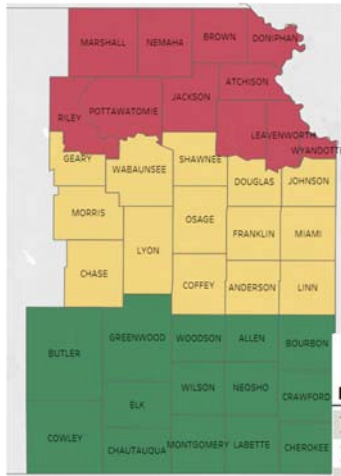 MARSHALL NEMAHA BROWN DONIPHAN
ATCHISON
RILEY POTTAWATOMIE JACKSON
LEAVENWORTH
WYANDOTTE
GEARY WABAUNSEE SHAWNEE DOUGLAS JOHNSON
MORRIS OSAGE
LYON FRANKLIN MIAMI
CHASE COFFEY ANDERSON LINN
BUTLER GREENWOOD WOODSON ALLEN BOURBON
WILSON NEOSHO CRAWFORD
ELK
COWLEY CHAUTAUQUA MONTGOMERY LABETTE CHEROKEE